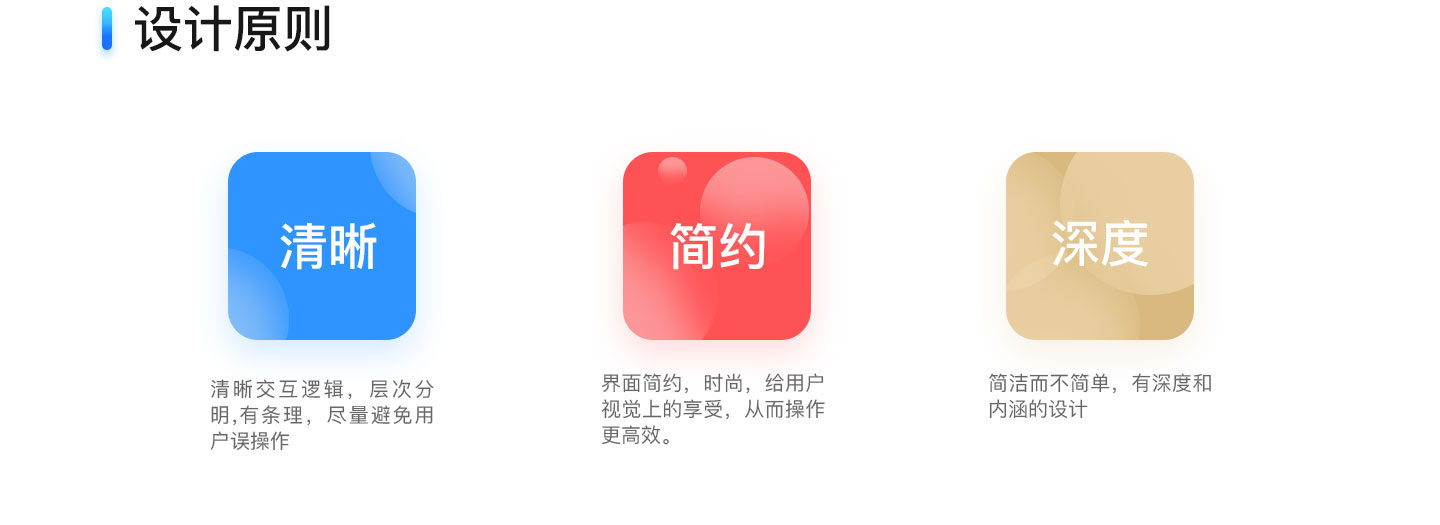 设计原则
清晰
简约
深度
清晰交互逻辑，层次分
明,有条理，尽量避免用
户误操作
界面简约，时尚，给用户
视觉上的享受，从而操作
更高效。
简洁而不简单，有深度和
内涵的设计